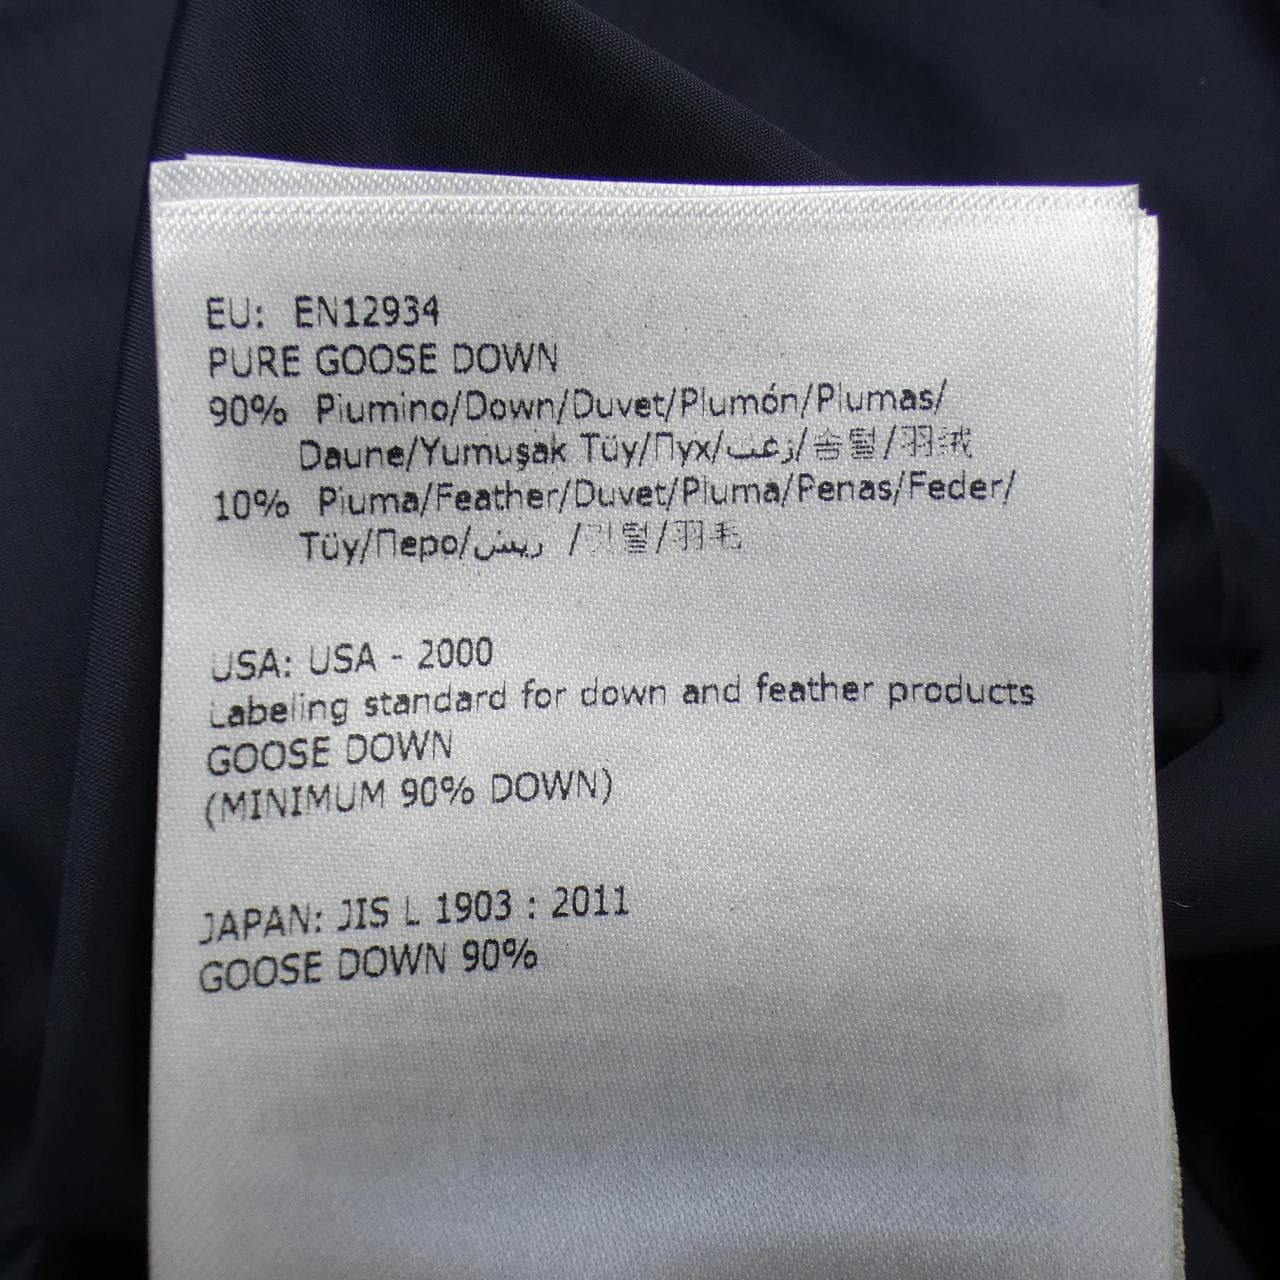 EU: EN12934
PURE GOOSE DOWN
90% Piumino/Down/Duvet/Plumón/Plumas/
Daune/Yumuşak Tüy/Пух/زغب/솜털/羽绒
10% Piuma/Feather/Duvet/Pluma/Penas/Feder/
Tüy/Перо/ريش /깃털/羽毛
USA: USA - 2000
Labeling standard for down and feather products
GOOSE DOWN
(MINIMUM 90% DOWN)
JAPAN: JIS L 1903 : 2011
GOOSE DOWN 90%